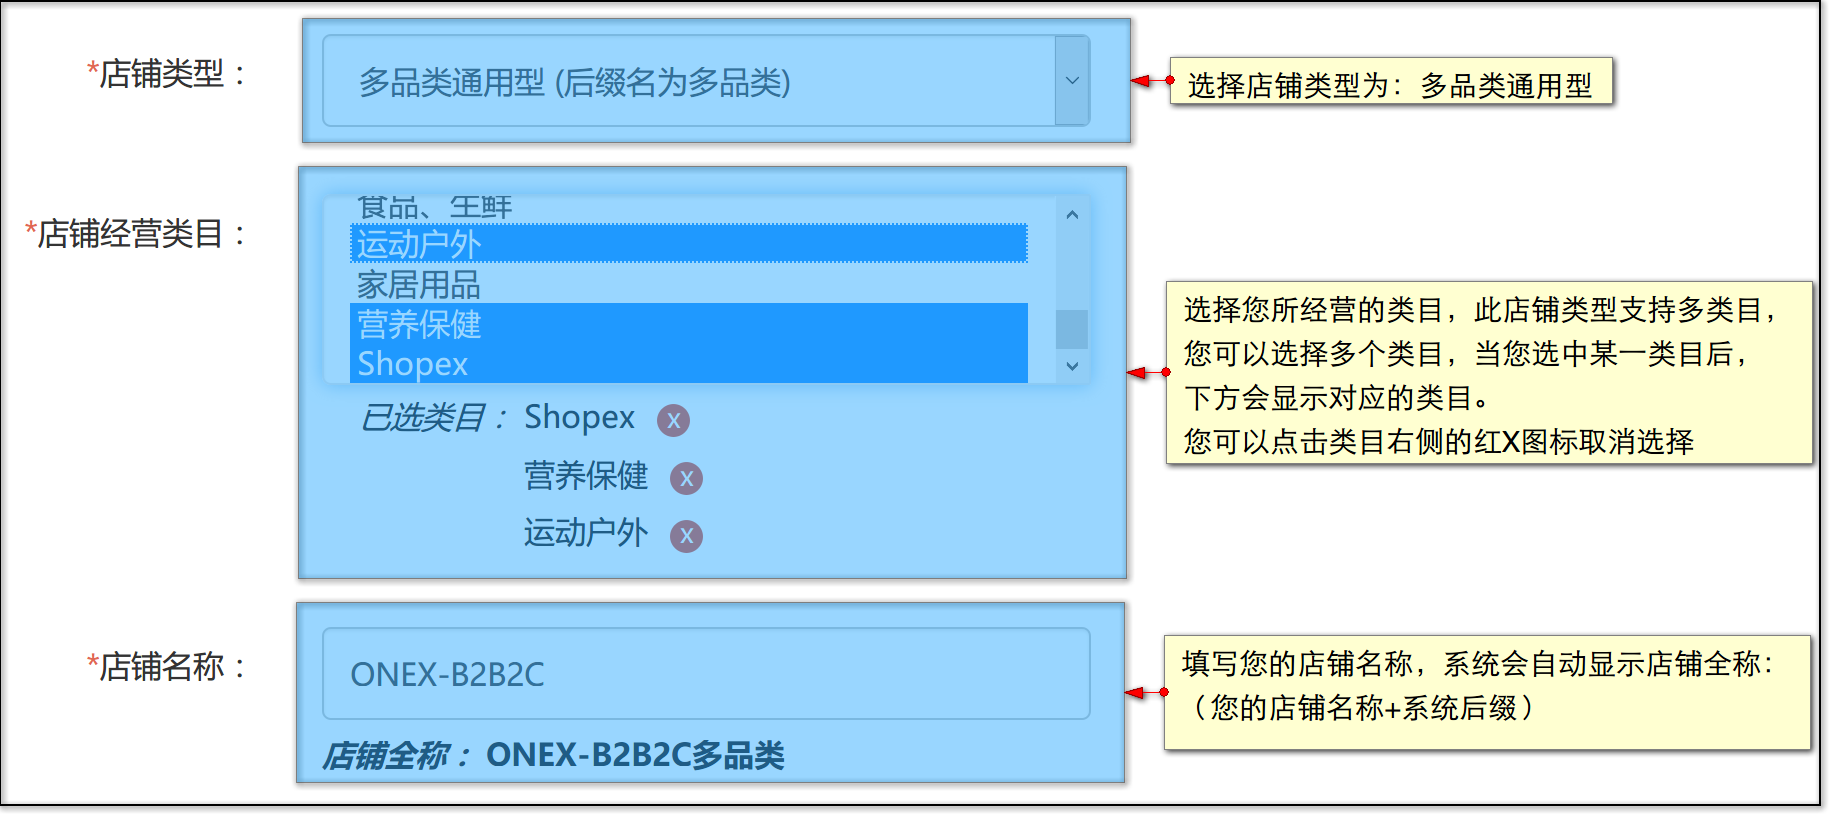 *店铺类型：
多品类通用型 (后缀名为多品类)
选择店铺类型为：多品类通用型
*店铺经营类目：
食品、生鲜
运动户外
家居用品
营养保健
Shopex
已选类目： Shopex X
营养保健 X
运动户外 X
选择您所经营的类目，此店铺类型支持多类目，
您可以选择多个类目，当您选中某一类目后，
下方会显示对应的类目。
您可以点击类目右侧的红X图标取消选择
*店铺名称：
ONEX-B2B2C
店铺全称： ONEX-B2B2C多品类
填写您的店铺名称，系统会自动显示店铺全称：
（您的店铺名称+系统后缀）